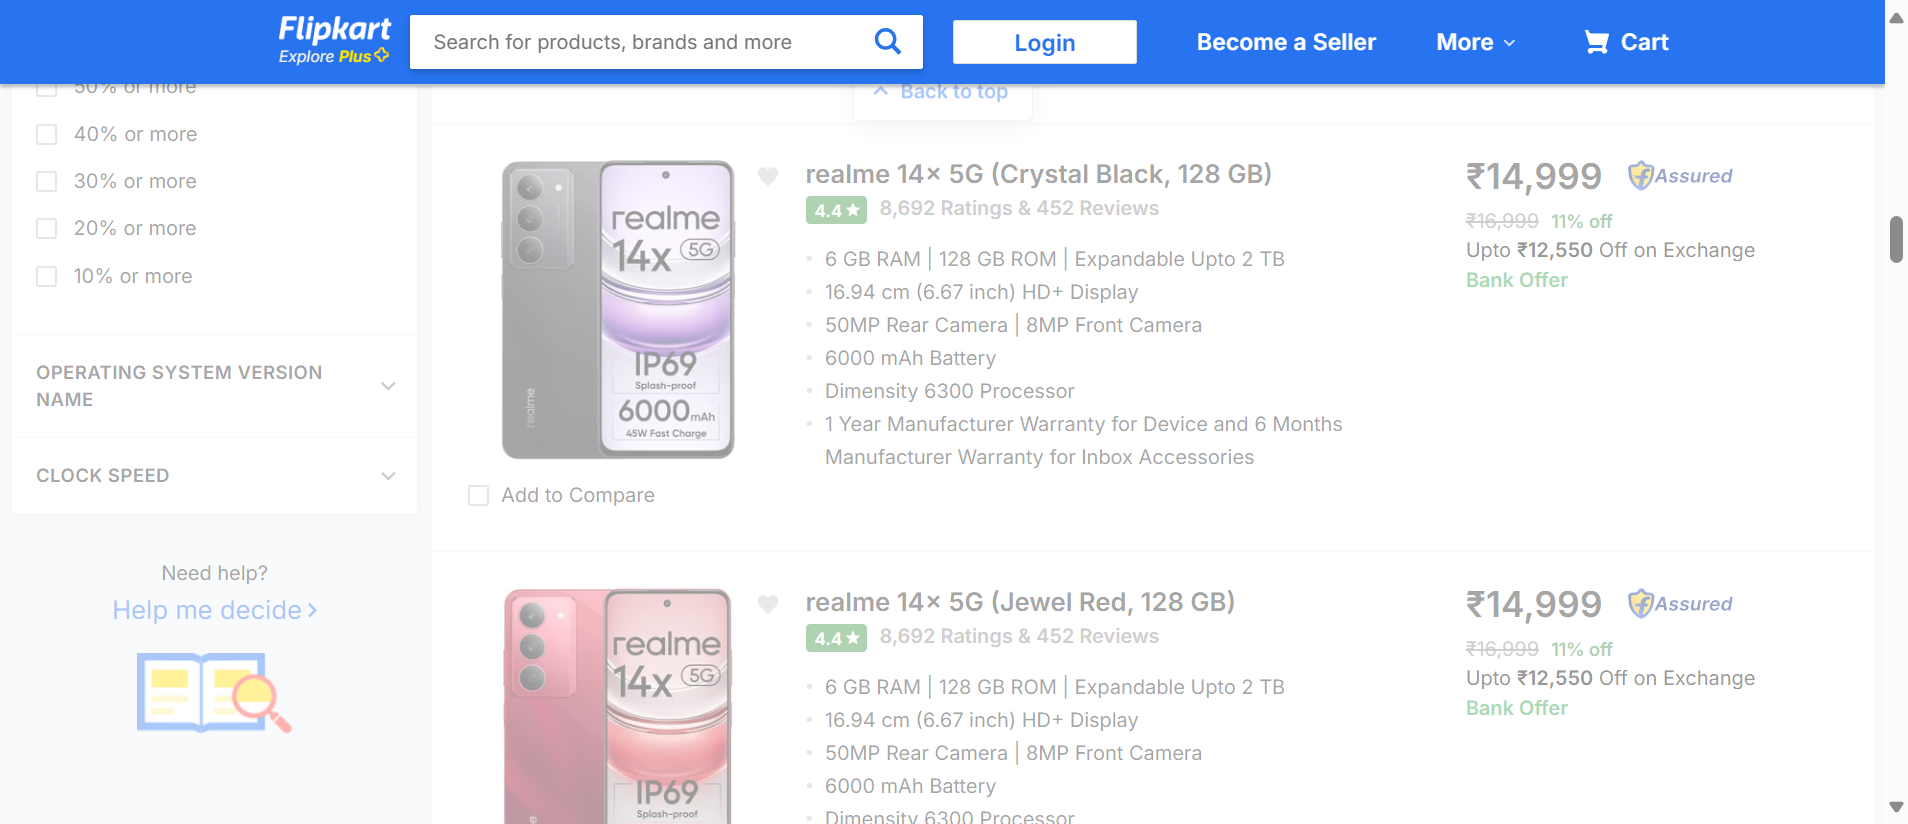 Flipkart
Explore Plus
Search for products, brands and more
Login
Become a Seller
More
Cart
50% or more
40% or more
30% or more
20% or more
10% or more
OPERATING SYSTEM VERSION
NAME
CLOCK SPEED
Need help?
Help me decide
Back to top
realme
14x 5G
IP69
Splash-proof
6000mAh
45W Fast Charge
realme
Add to Compare
realme 14x 5G (Crystal Black, 128 GB)
4.4★ 8,692 Ratings & 452 Reviews
6 GB RAM | 128 GB ROM | Expandable Upto 2 TB
16.94 cm (6.67 inch) HD+ Display
50MP Rear Camera | 8MP Front Camera
6000 mAh Battery
Dimensity 6300 Processor
1 Year Manufacturer Warranty for Device and 6 Months
Manufacturer Warranty for Inbox Accessories
₹14,999 Assured
₹16,999 11% off
Upto ₹12,550 Off on Exchange
Bank Offer
realme
14x 5G
IP69
Splash-proof
realme 14x 5G (Jewel Red, 128 GB)
4.4★ 8,692 Ratings & 452 Reviews
6 GB RAM | 128 GB ROM | Expandable Upto 2 TB
16.94 cm (6.67 inch) HD+ Display
50MP Rear Camera | 8MP Front Camera
6000 mAh Battery
Dimensity 6300 Processor
₹14,999 Assured
₹16,999 11% off
Upto ₹12,550 Off on Exchange
Bank Offer